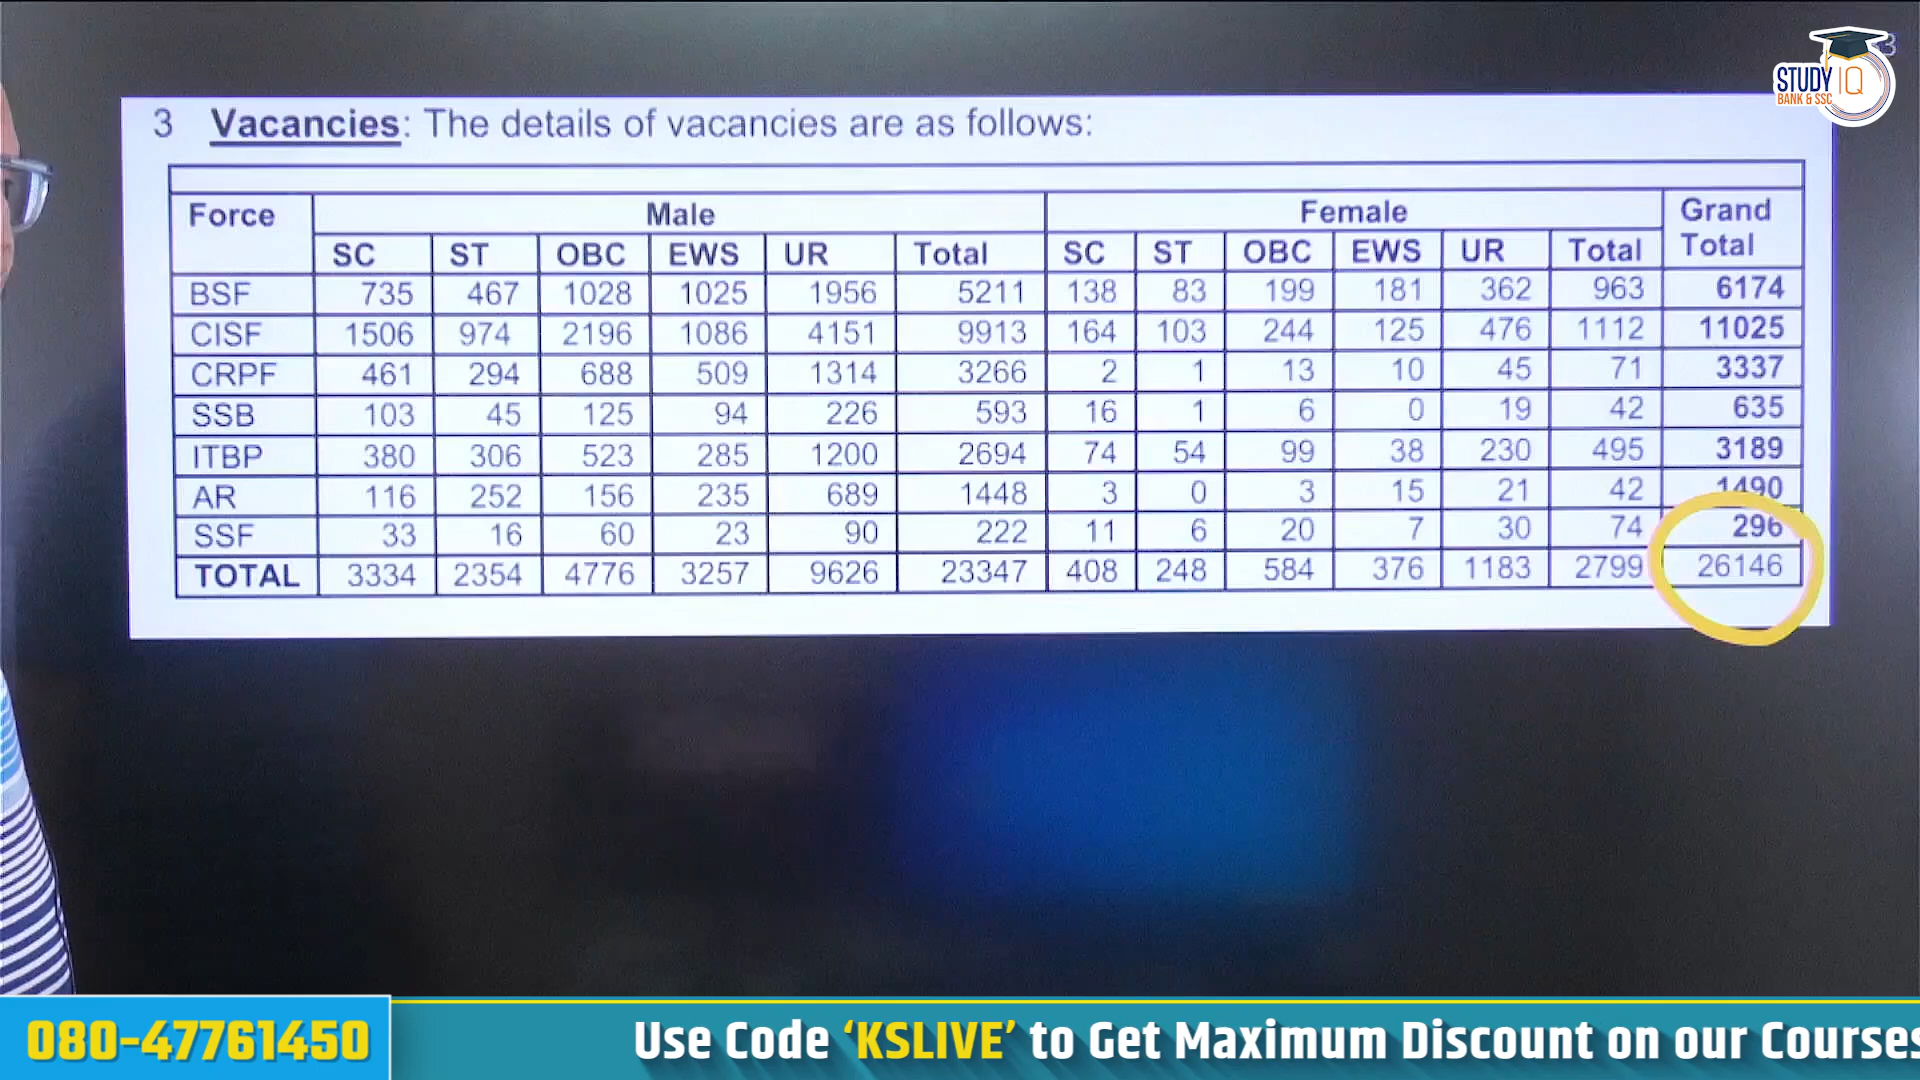 STUDY IQ
BANK & SSC
3 Vacancies: The details of vacancies are as follows:
Force Male Female Grand Total
SC ST OBC EWS UR Total SC ST OBC EWS UR Total
BSF 735 467 1028 1025 1956 5211 138 83 199 181 362 963 6174
CISF 1506 974 2196 1086 4151 9913 164 103 244 125 476 1112 11025
CRPF 461 294 688 509 1314 3266 2 1 13 10 45 71 3337
SSB 103 45 125 94 226 593 16 1 6 0 19 42 635
ITBP 380 306 523 285 1200 2694 74 54 99 38 230 495 3189
AR 116 252 156 235 689 1448 3 0 3 15 21 42 1490
SSF 33 16 60 23 90 222 11 6 20 7 30 74 296
TOTAL 3334 2354 4776 3257 9626 23347 408 248 584 376 1183 2799 26146
080-47761450 Use Code ‘KSLIVE’ to Get Maximum Discount on our Courses